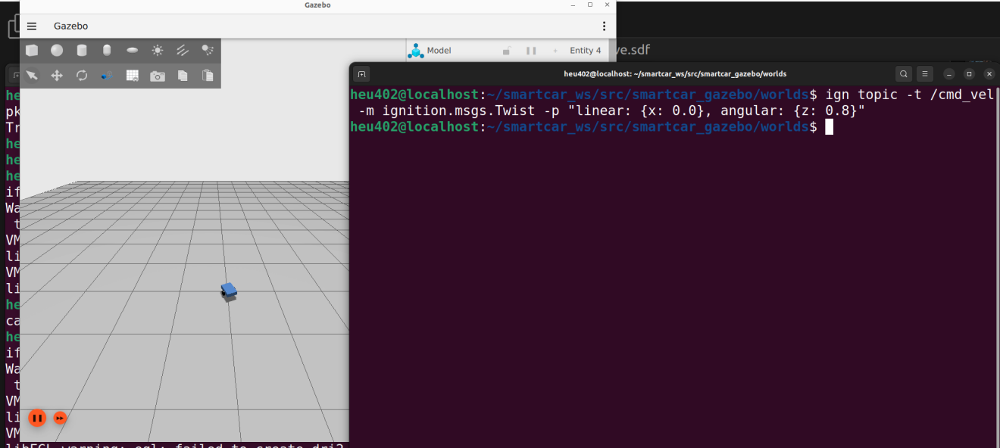 Gazebo
Gazebo
Model
Entity 4
ve.sdf
heu402@localhost: ~/smartcar_ws/src/smartcar_gazebo/worlds
heu402@localhost:~/smartcar_ws/src/smartcar_gazebo/worlds$ ign topic -t /cmd_vel
-m ignition.msgs.Twist -p "linear: {x: 0.0}, angular: {z: 0.8}"
heu402@localhost:~/smartcar_ws/src/smartcar_gazebo/worlds$
he
pk
Tr
he
he
he
if
Wa
t
VM
li
VM
li
he
ca
he
if
Wa
t
VM
li
VM
libEGL warning: egl: failed to create dri2